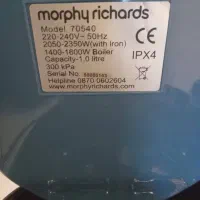 morphy richards
Model 70540
220-240V~ 50Hz
2050-2350W(with iron)
1400-1600W Boiler
Capacity-1.0 litre
300 kPa
IPX4
Serial No
Helpline 0870 0602604
www.morphyrichards.com